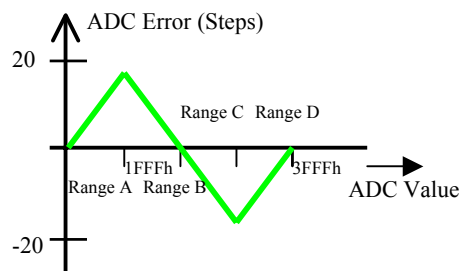 ADC Error (Steps)
20
Range C Range D
1FFFh
3FFFh
Range A Range B
ADC Value
-20